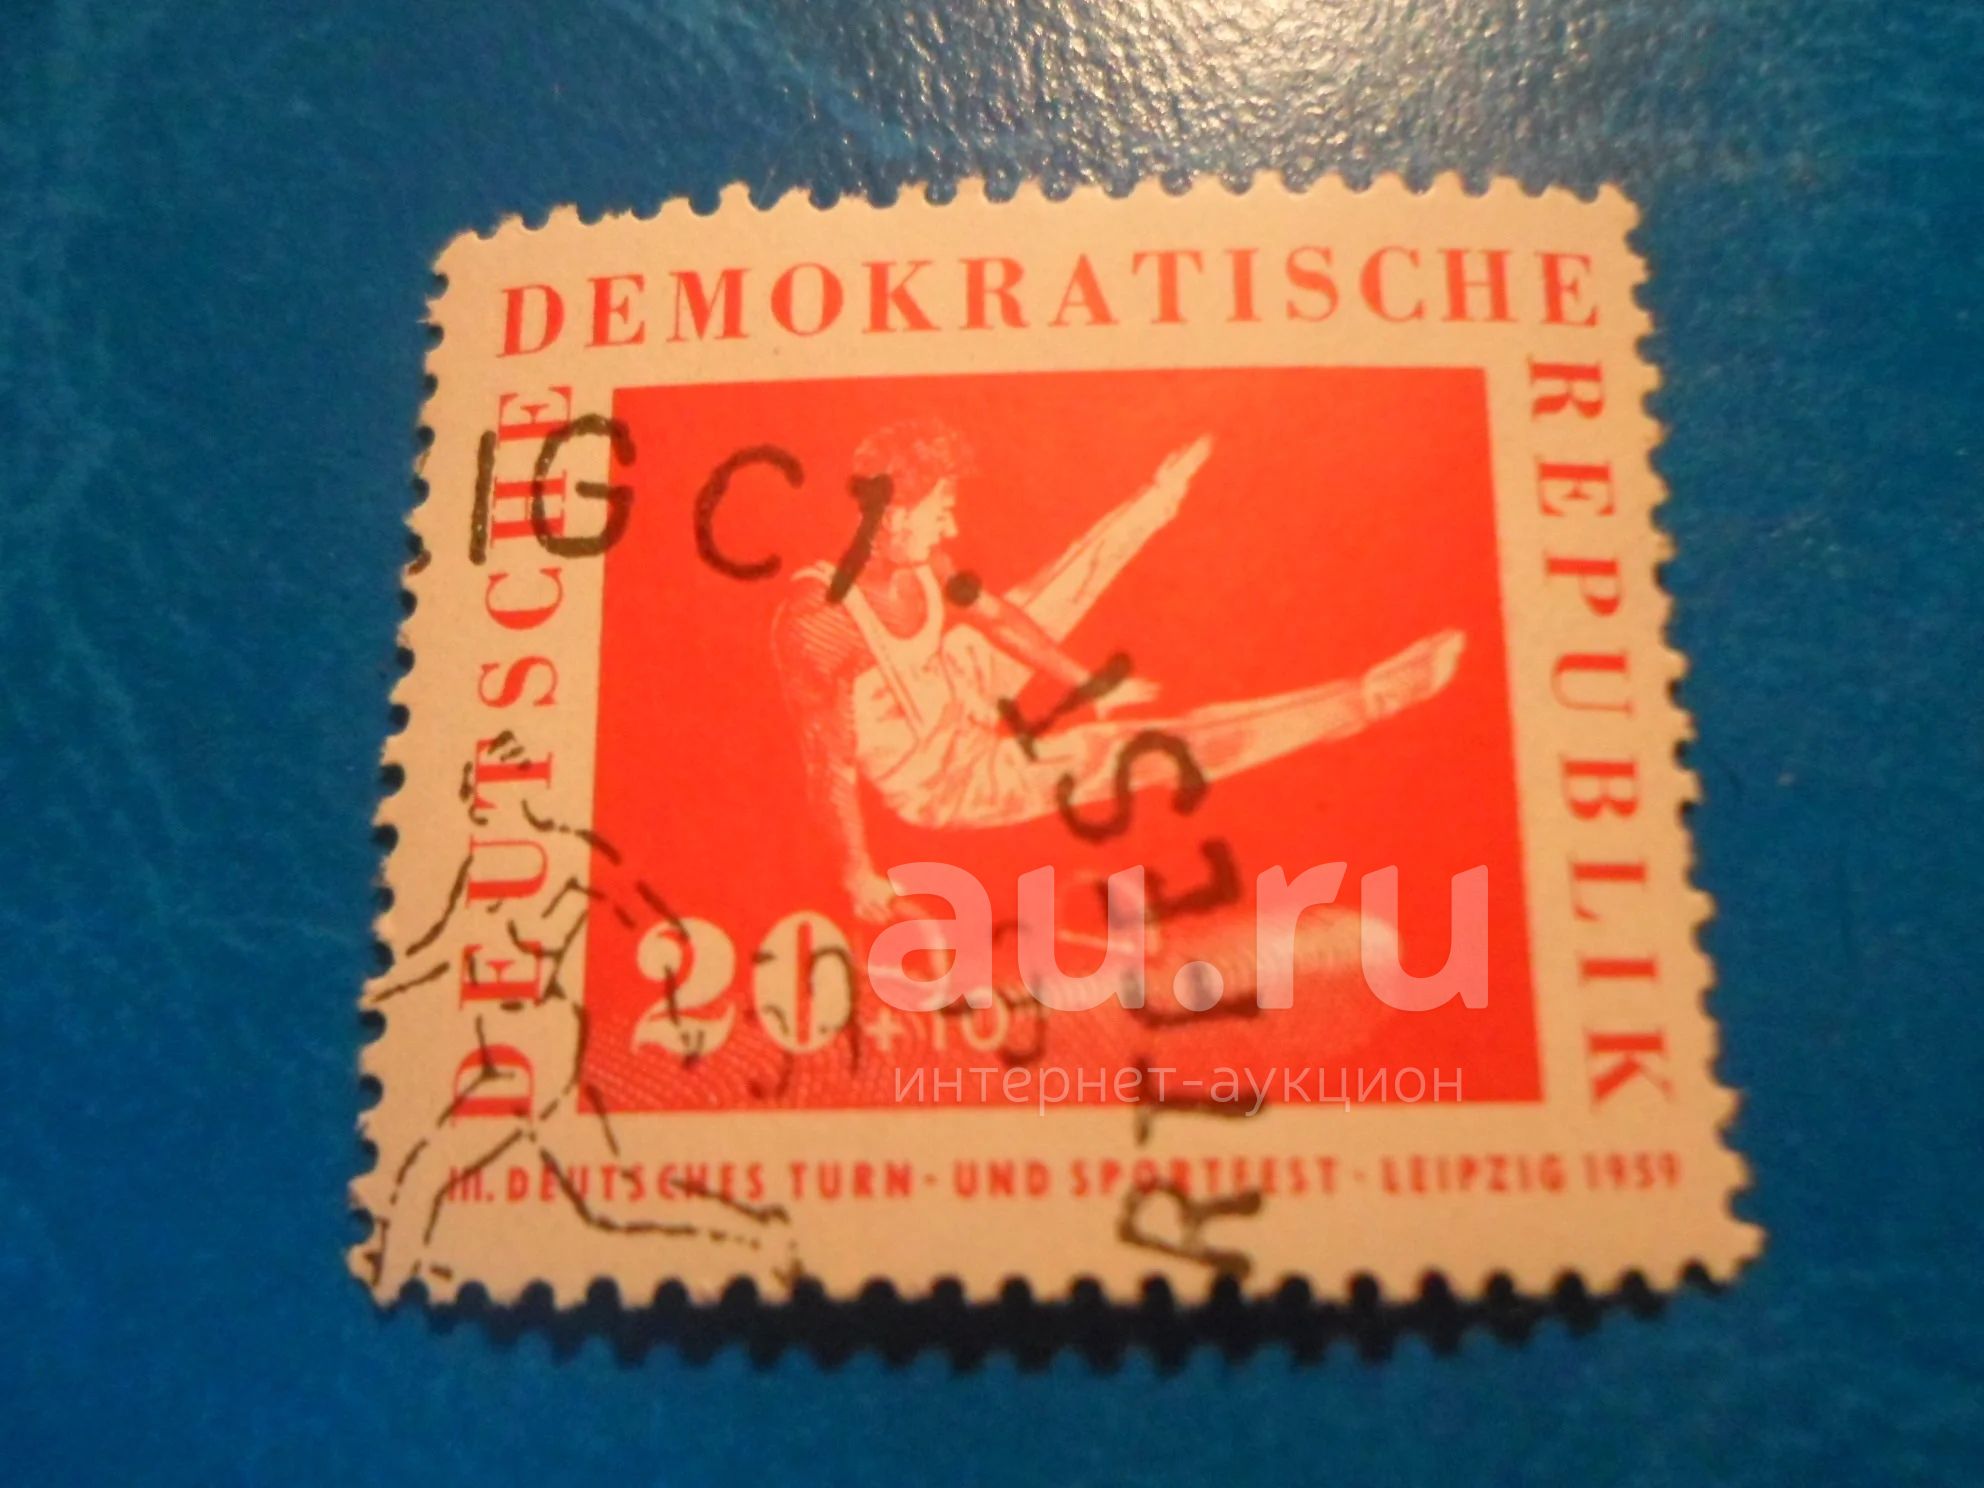 DEUTSCHE
DEMOKRATISCHE
REPUBLIK
20
+10
III. DEUTSCHES TURN- UND SPORTFEST · LEIPZIG 1959
au.ru
интернет-аукцион